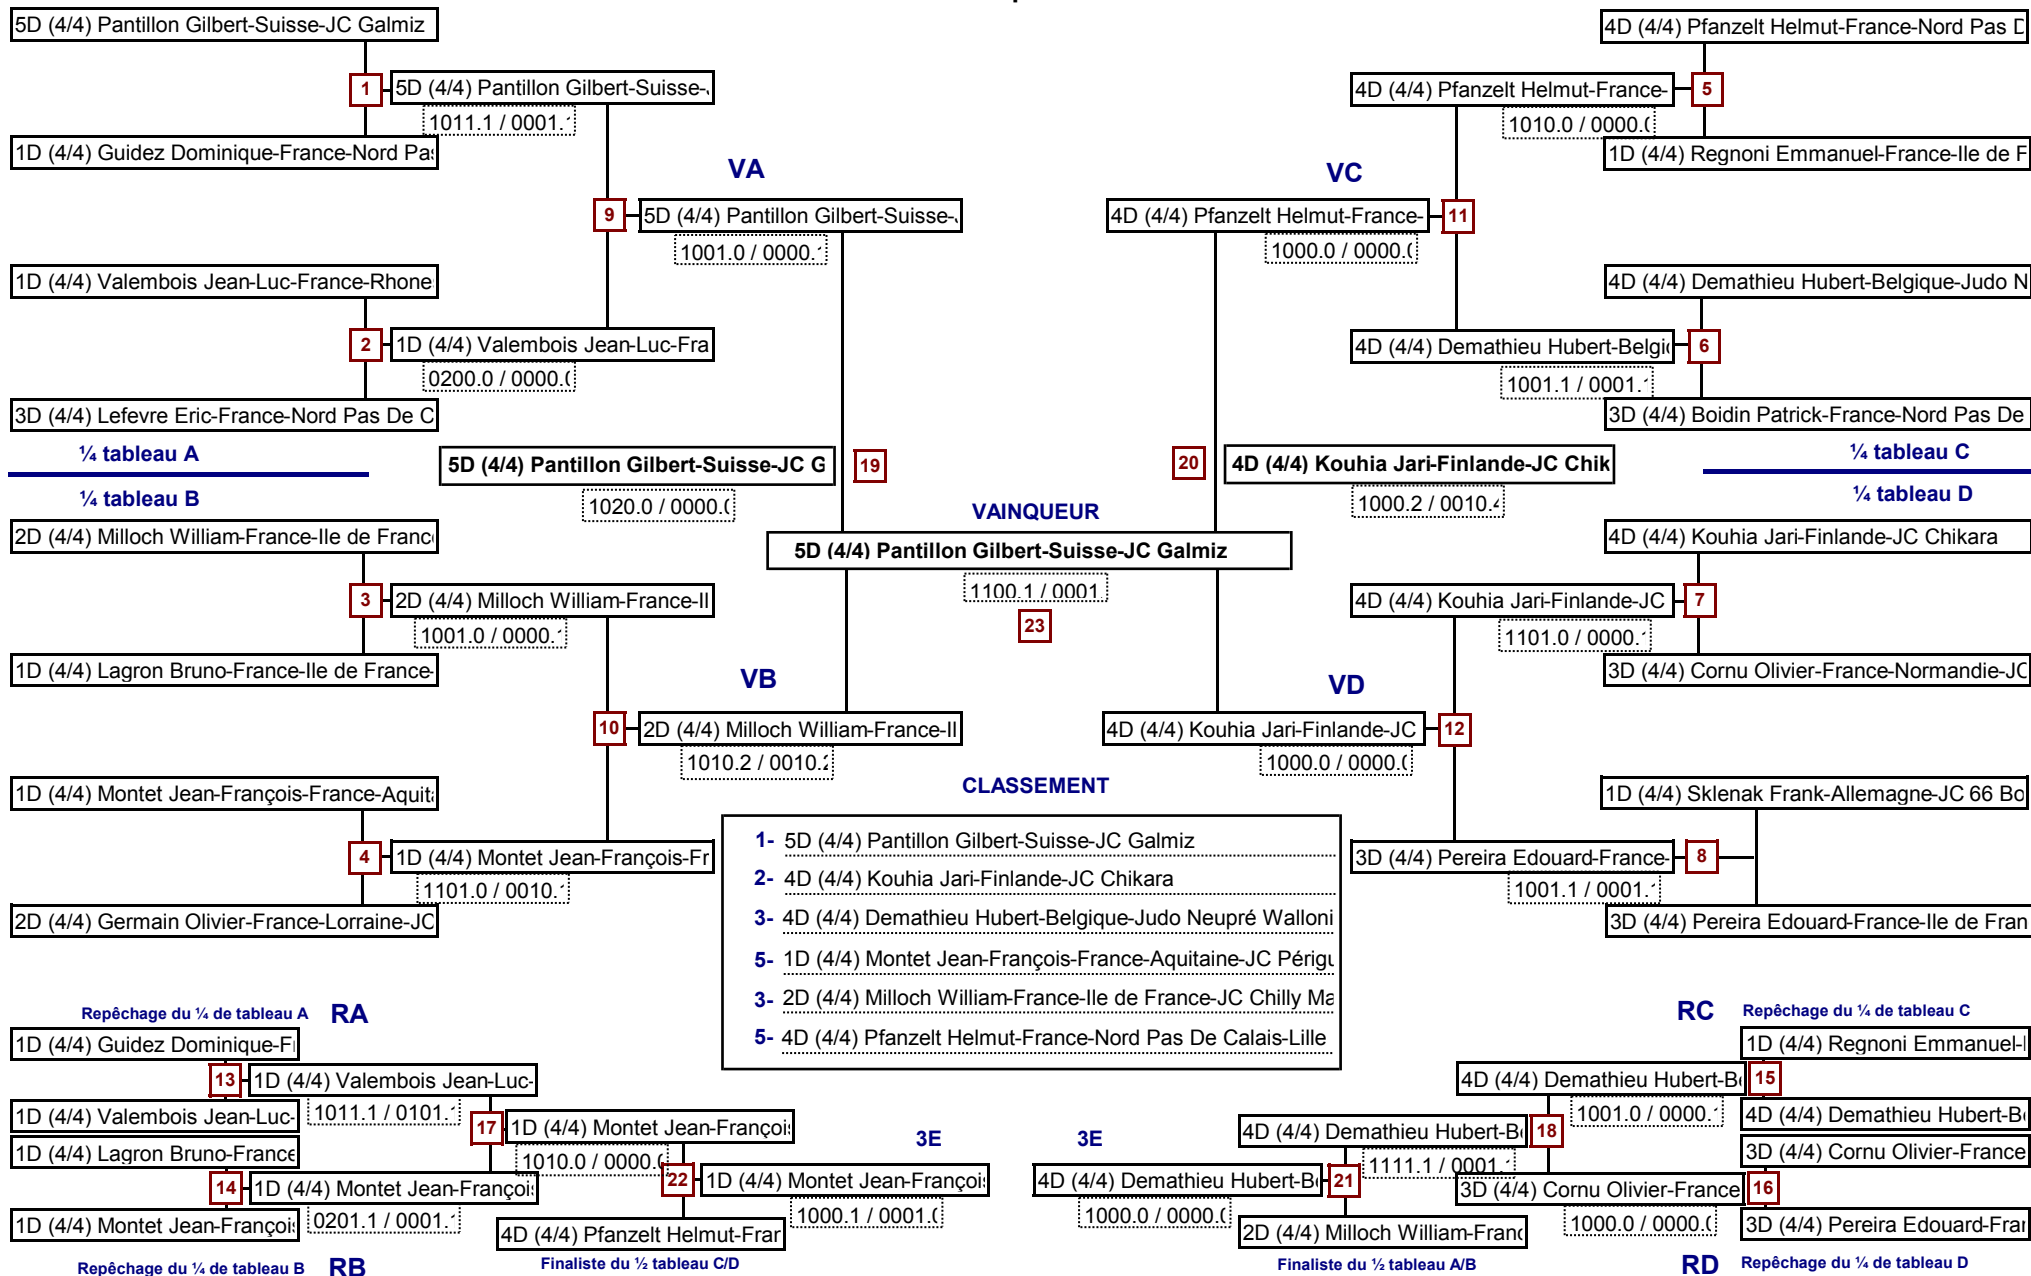 5D (4/4) Pantillon Gilbert-Suisse-JC Galmiz
1
5D (4/4) Pantillon Gilbert-Suisse-
1011.1 / 0001.
1D (4/4) Guidez Dominique-France-Nord Pas
VA
9
5D (4/4) Pantillon Gilbert-Suisse-
1001.0 / 0000.
1D (4/4) Valembois Jean-Luc-France-Rhone
2
1D (4/4) Valembois Jean-Luc-Fra
0200.0 / 0000.
3D (4/4) Lefevre Eric-France-Nord Pas De C
¼ tableau A
¼ tableau B
5D (4/4) Pantillon Gilbert-Suisse-JC G
19
1020.0 / 0000.
2D (4/4) Milloch William-France-Ile de Franc
3
2D (4/4) Milloch William-France-Il
1001.0 / 0000.
1D (4/4) Lagron Bruno-France-Ile de France-
VB
10
2D (4/4) Milloch William-France-Il
1010.2 / 0010.
1D (4/4) Montet Jean-François-France-Aquit
4
1D (4/4) Montet Jean-François-Fr
1101.0 / 0010.
2D (4/4) Germain Olivier-France-Lorraine-JC
4D (4/4) Pfanzelt Helmut-France-Nord Pas D
4D (4/4) Pfanzelt Helmut-France-
5
1010.0 / 0000.
1D (4/4) Regnoni Emmanuel-France-Ile de F
VC
4D (4/4) Pfanzelt Helmut-France-
11
1000.0 / 0000.
4D (4/4) Demathieu Hubert-Belgique-Judo N
4D (4/4) Demathieu Hubert-Belgi
6
1001.1 / 0001.
3D (4/4) Boidin Patrick-France-Nord Pas De
¼ tableau C
¼ tableau D
20
4D (4/4) Kouhia Jari-Finlande-JC Chik
1000.2 / 0010.
4D (4/4) Kouhia Jari-Finlande-JC Chikara
4D (4/4) Kouhia Jari-Finlande-JC
7
1101.0 / 0000.
3D (4/4) Cornu Olivier-France-Normandie-JC
VD
4D (4/4) Kouhia Jari-Finlande-JC
12
1000.0 / 0000.
1D (4/4) Sklenak Frank-Allemagne-JC 66 Bo
3D (4/4) Pereira Edouard-France-
8
1001.1 / 0001.
3D (4/4) Pereira Edouard-France-Ile de Fran
VAINQUEUR
5D (4/4) Pantillon Gilbert-Suisse-JC Galmiz
1100.1 / 0001.
23
CLASSEMENT
1- 5D (4/4) Pantillon Gilbert-Suisse-JC Galmiz
2- 4D (4/4) Kouhia Jari-Finlande-JC Chikara
3- 4D (4/4) Demathieu Hubert-Belgique-Judo Neupré Walloni
5- 1D (4/4) Montet Jean-François-France-Aquitaine-JC Périgu
3- 2D (4/4) Milloch William-France-Ile de France-JC Chilly Ma
5- 4D (4/4) Pfanzelt Helmut-France-Nord Pas De Calais-Lille
Repêchage du ¼ de tableau A RA
1D (4/4) Guidez Dominique-F
13
1D (4/4) Valembois Jean-Luc-
1D (4/4) Valembois Jean-Luc-
1011.1 / 0101.
1D (4/4) Lagron Bruno-France
14
1D (4/4) Montet Jean-François
1D (4/4) Montet Jean-François
0201.1 / 0001.
Repêchage du ¼ de tableau B RB
17
1D (4/4) Montet Jean-François
1010.0 / 0000.
22
1D (4/4) Montet Jean-François
1000.1 / 0001.
4D (4/4) Pfanzelt Helmut-Fran
Finaliste du ½ tableau C/D
3E
3E
4D (4/4) Demathieu Hubert-B
18
1111.1 / 0001.
4D (4/4) Demathieu Hubert-B
21
1000.0 / 0000.
2D (4/4) Milloch William-Franc
Finaliste du ½ tableau A/B
RC Repêchage du ¼ de tableau C
1D (4/4) Regnoni Emmanuel-
4D (4/4) Demathieu Hubert-B
15
1001.0 / 0000.
4D (4/4) Demathieu Hubert-B
3D (4/4) Cornu Olivier-France
3D (4/4) Cornu Olivier-France
16
1000.0 / 0000.
3D (4/4) Pereira Edouard-Fran
RD Repêchage du ¼ de tableau D